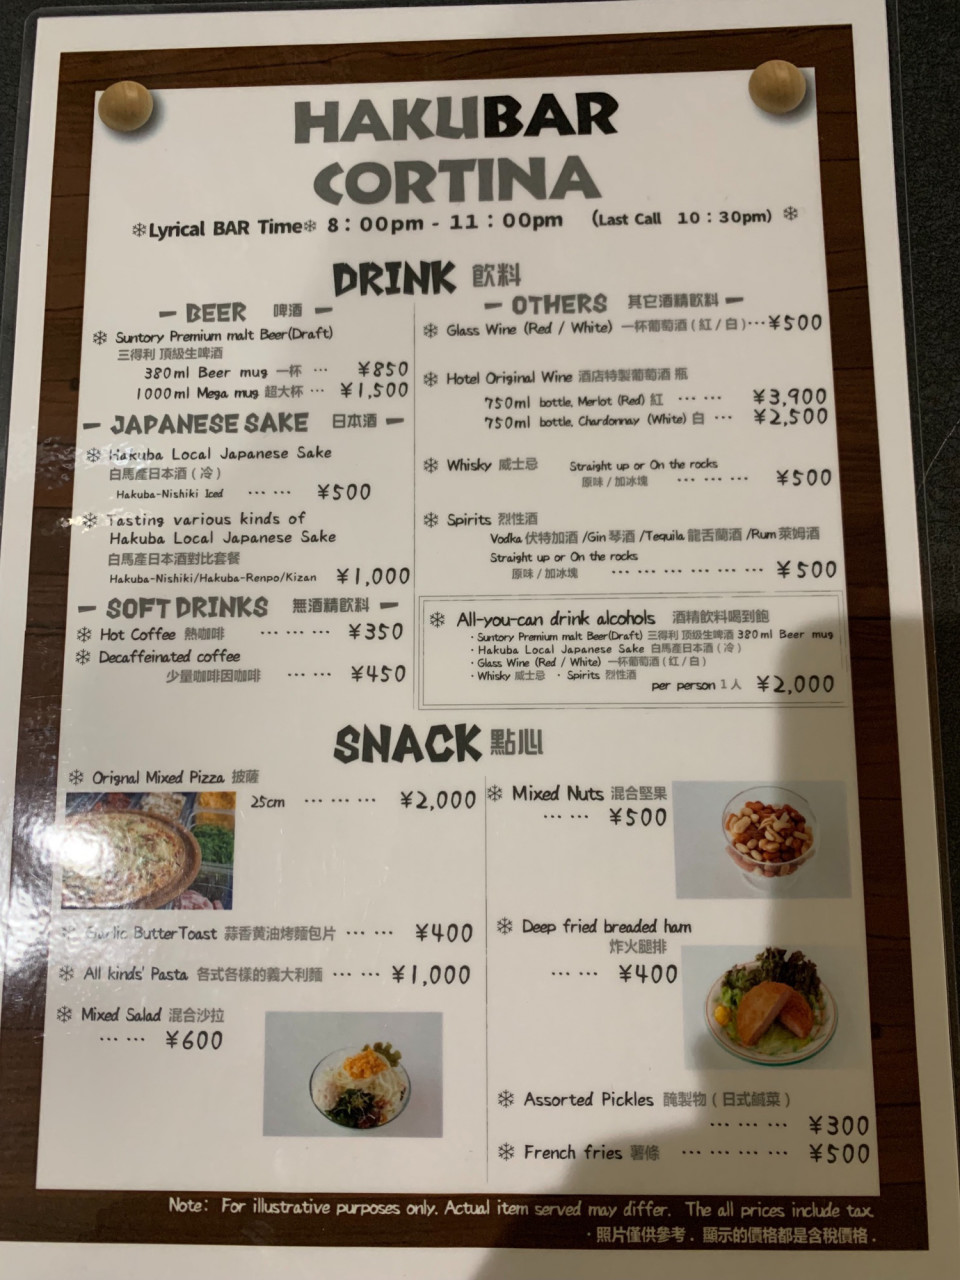 HAKUBAR
CORTINA
❄Lyrical BAR Time❄ 8：00pm - 11：00pm （Last Call 10：30pm）❄
DRINK 飲料
— BEER 啤酒 —
❄ Suntory Premium malt Beer(Draft)
三得利 頂級生啤酒
380ml Beer mug 一杯 … ¥850
1000ml Mega mug 超大杯 … ¥1,500
— JAPANESE SAKE 日本酒 —
❄ Hakuba Local Japanese Sake
白馬產日本酒（冷）
Hakuba-Nishiki Iced …… ¥500
❄ Tasting various kinds of
Hakuba Local Japanese Sake
白馬產日本酒對比套餐
Hakuba-Nishiki/Hakuba-Renpo/Kizan ¥1,000
— SOFT DRINKS 無酒精飲料 —
❄ Hot Coffee 熱咖啡 ……… ¥350
❄ Decaffeinated coffee
少量咖啡因咖啡 …… ¥450
— OTHERS 其它酒精飲料 —
❄ Glass Wine (Red / White) 一杯葡萄酒 ( 紅 / 白 )…¥500
❄ Hotel Original Wine 酒店特製葡萄酒 瓶
750ml bottle, Merlot (Red) 紅 …… ¥3,900
750ml bottle, Chardonnay (White) 白 … ¥2,500
❄ Whisky 威士忌 Straight up or On the rocks
原味 / 加冰塊 ……… ¥500
❄ Spirits 烈性酒
Vodka 伏特加酒 /Gin 琴酒 /Tequila 龍舌蘭酒 /Rum 萊姆酒
Straight up or On the rocks
原味 / 加冰塊 ……………… ¥500
❄ All-you-can drink alcohols 酒精飲料喝到飽
・Suntory Premium malt Beer(Draft) 三得利 頂級生啤酒 380ml Beer mug
・Hakuba Local Japanese Sake 白馬產日本酒（冷）
・Glass Wine (Red / White) 一杯葡萄酒 ( 紅 / 白 )
・Whisky 威士忌 ・Spirits 烈性酒
per person 1 人 ¥2,000
SNACK 點心
❄ Orignal Mixed Pizza 披薩
25cm ……… ¥2,000
❄ Garlic Butter Toast 蒜香黄油烤麵包片 …… ¥400
❄ All kinds' Pasta 各式各樣的義大利麵 …… ¥1,000
❄ Mixed Salad 混合沙拉
…… ¥600
❄ Mixed Nuts 混合堅果
…… ¥500
❄ Deep fried breaded ham
炸火腿排
…… ¥400
❄ Assorted Pickles 醃製物（日式鹹菜）
……… ¥300
❄ French fries 薯條 ………… ¥500
Note: For illustrative purposes only. Actual item served may differ. The all prices include tax.
・照片僅供參考．顯示的價格都是含稅價格．